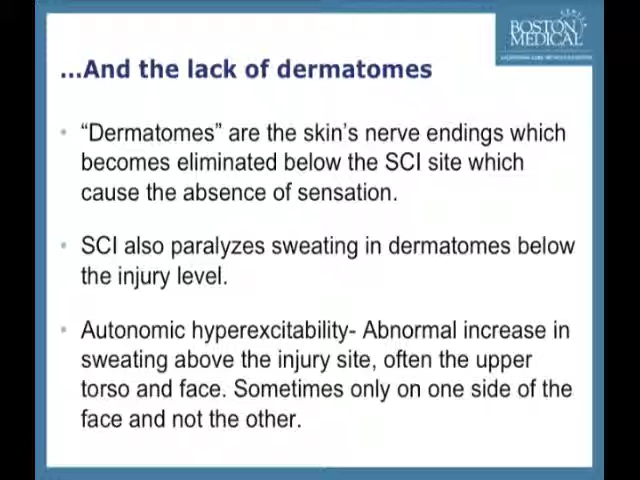 BOSTON
MEDICAL
CENTER
...And the lack of dermatomes
• “Dermatomes” are the skin’s nerve endings which
becomes eliminated below the SCI site which
cause the absence of sensation.
• SCI also paralyzes sweating in dermatomes below
the injury level.
• Autonomic hyperexcitability- Abnormal increase in
sweating above the injury site, often the upper
torso and face. Sometimes only on one side of the
face and not the other.